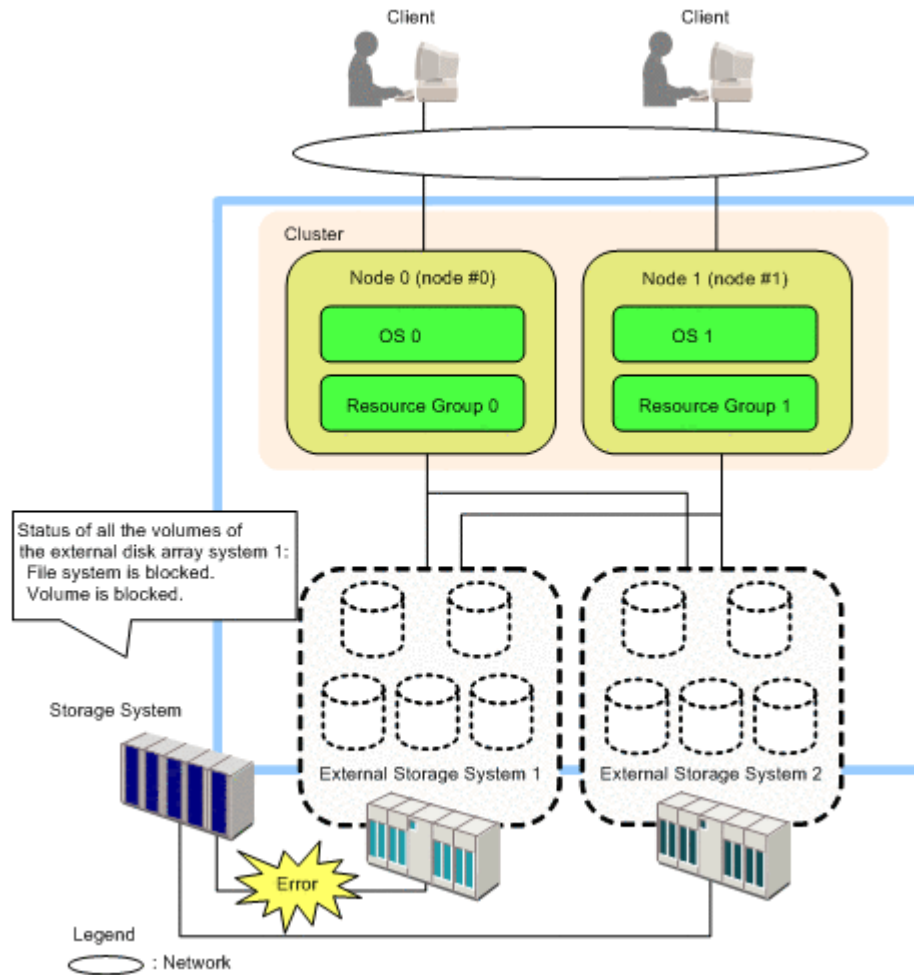 Client
Client
Cluster
Node 0 (node #0)
Node 1 (node #1)
OS 0
OS 1
Resource Group 0
Resource Group 1
Status of all the volumes of
the external disk array system 1:
File system is blocked.
Volume is blocked.
Storage System
External Storage System 1
External Storage System 2
Error
Legend
: Network